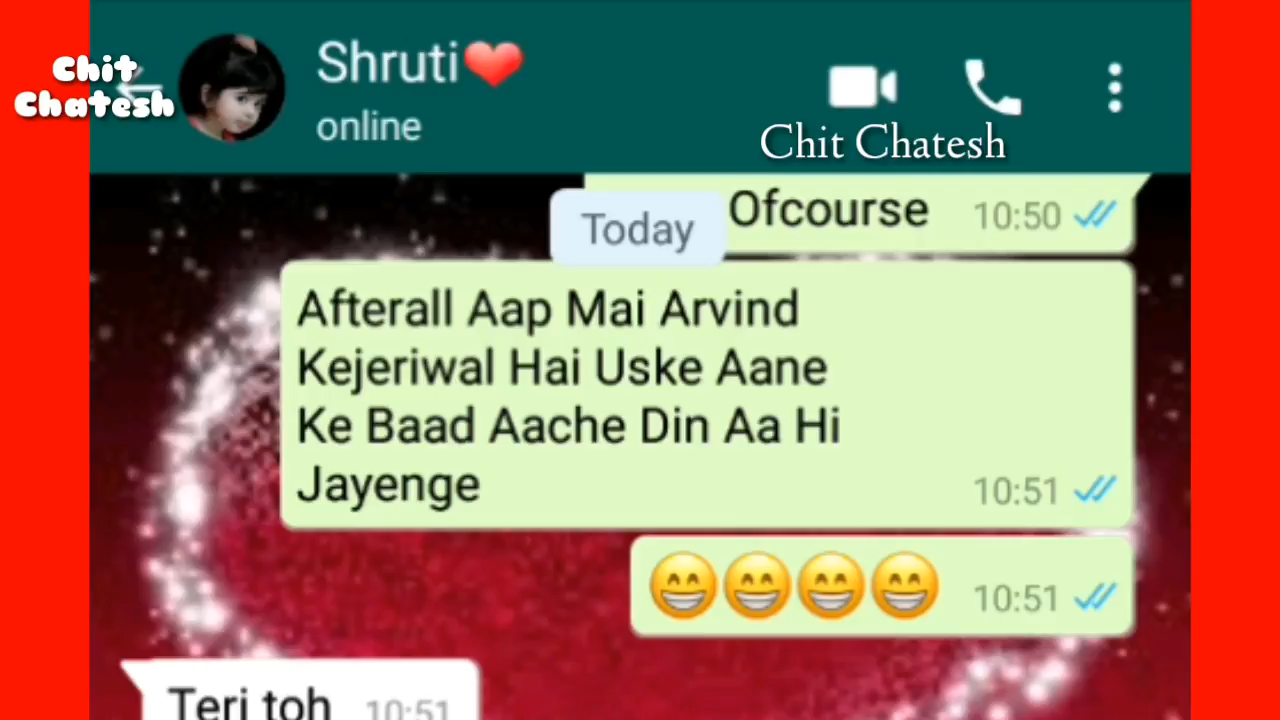 Chit
Chatesh
Shruti❤️
online
Chit Chatesh
Today
Ofcourse 10:50
Afterall Aap Mai Arvind
Kejeriwal Hai Uske Aane
Ke Baad Aache Din Aa Hi
Jayenge 10:51
😁😁😁😁 10:51
Teri toh 10:51